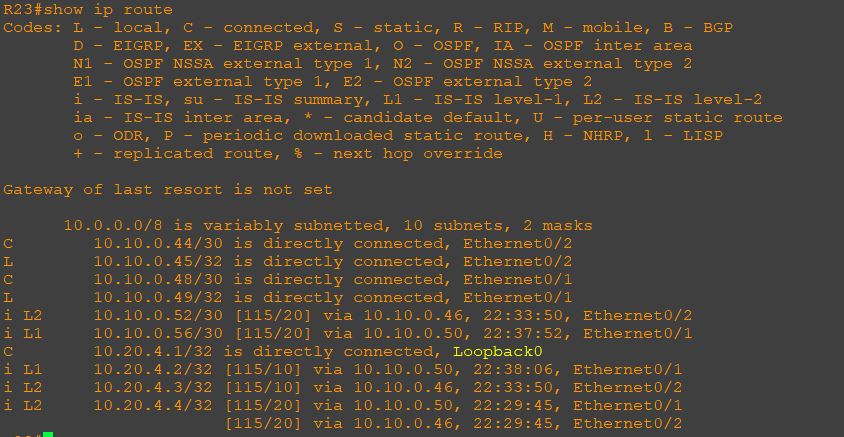 R23#show ip route
Codes: L - local, C - connected, S - static, R - RIP, M - mobile, B - BGP
D - EIGRP, EX - EIGRP external, O - OSPF, IA - OSPF inter area
N1 - OSPF NSSA external type 1, N2 - OSPF NSSA external type 2
E1 - OSPF external type 1, E2 - OSPF external type 2
i - IS-IS, su - IS-IS summary, L1 - IS-IS level-1, L2 - IS-IS level-2
ia - IS-IS inter area, * - candidate default, U - per-user static route
o - ODR, P - periodic downloaded static route, H - NHRP, l - LISP
+ - replicated route, % - next hop override
Gateway of last resort is not set
10.0.0.0/8 is variably subnetted, 10 subnets, 2 masks
C 10.10.0.44/30 is directly connected, Ethernet0/2
L 10.10.0.45/32 is directly connected, Ethernet0/2
C 10.10.0.48/30 is directly connected, Ethernet0/1
L 10.10.0.49/32 is directly connected, Ethernet0/1
i L2 10.10.0.52/30 [115/20] via 10.10.0.46, 22:33:50, Ethernet0/2
i L1 10.10.0.56/30 [115/20] via 10.10.0.50, 22:37:52, Ethernet0/1
C 10.20.4.1/32 is directly connected, Loopback0
i L1 10.20.4.2/32 [115/10] via 10.10.0.50, 22:38:06, Ethernet0/1
i L2 10.20.4.3/32 [115/10] via 10.10.0.46, 22:33:50, Ethernet0/2
i L2 10.20.4.4/32 [115/20] via 10.10.0.50, 22:29:45, Ethernet0/1
[115/20] via 10.10.0.46, 22:29:45, Ethernet0/2